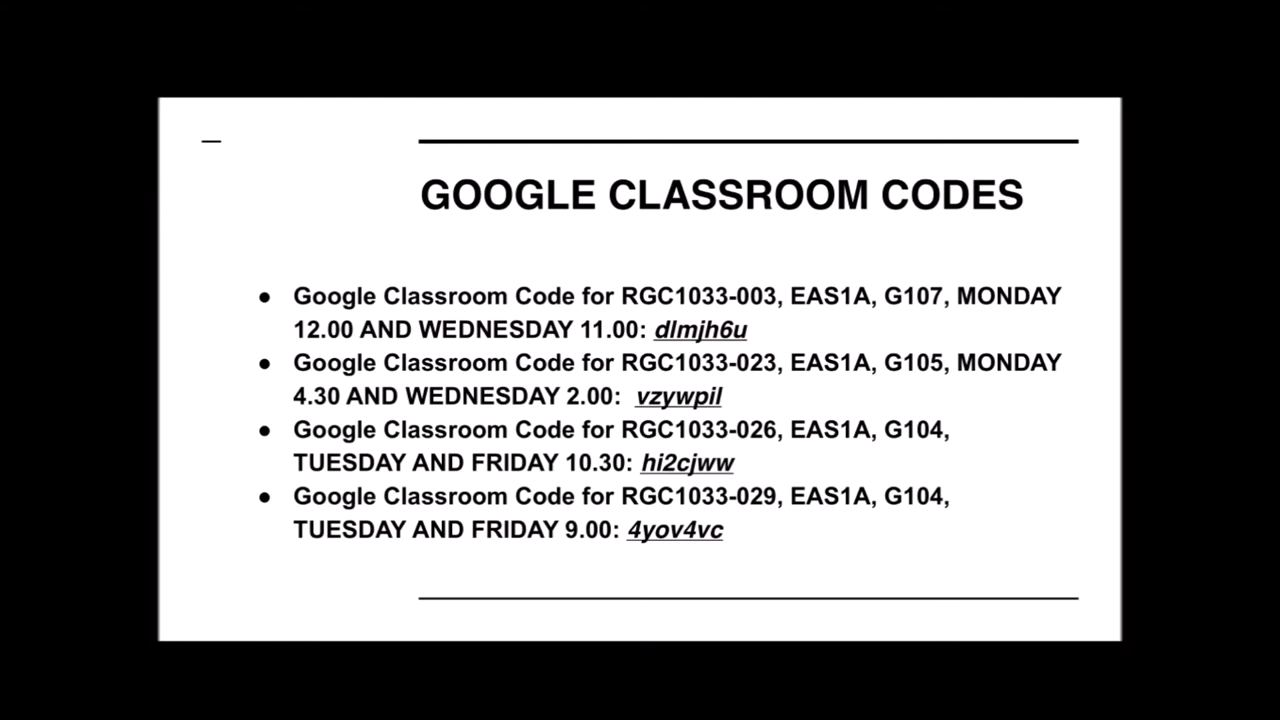 GOOGLE CLASSROOM CODES
● Google Classroom Code for RGC1033-003, EAS1A, G107, MONDAY
12.00 AND WEDNESDAY 11.00: dlmjh6u
● Google Classroom Code for RGC1033-023, EAS1A, G105, MONDAY
4.30 AND WEDNESDAY 2.00: vzywpil
● Google Classroom Code for RGC1033-026, EAS1A, G104,
TUESDAY AND FRIDAY 10.30: hi2cjww
● Google Classroom Code for RGC1033-029, EAS1A, G104,
TUESDAY AND FRIDAY 9.00: 4yov4vc